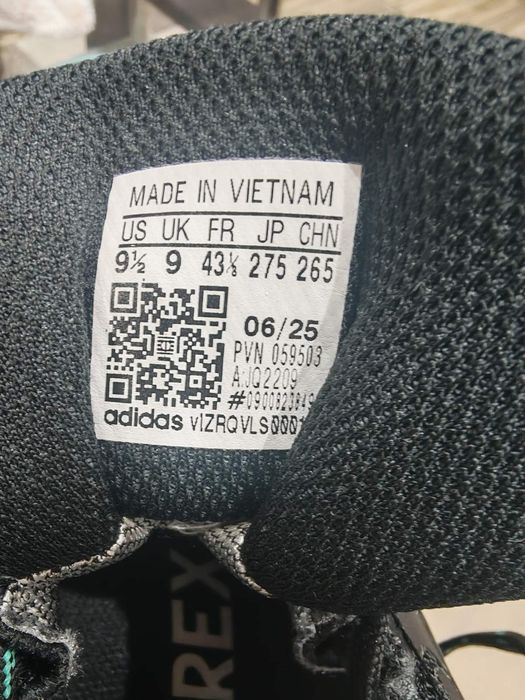 MADE IN VIETNAM
US UK FR JP CHN
9½ 9 43⅓ 275 265
06/25
PVN 059503
A:JQ2209
adidas
REX